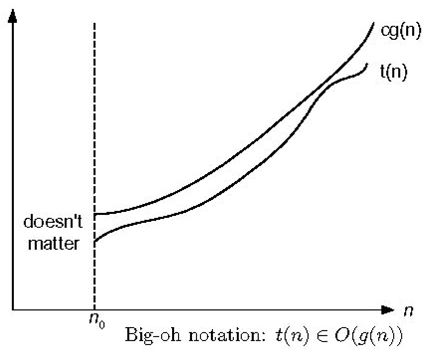 cg(n)
t(n)
doesn't
matter
n
n₀
Big-oh notation: t(n) ∈ O(g(n))